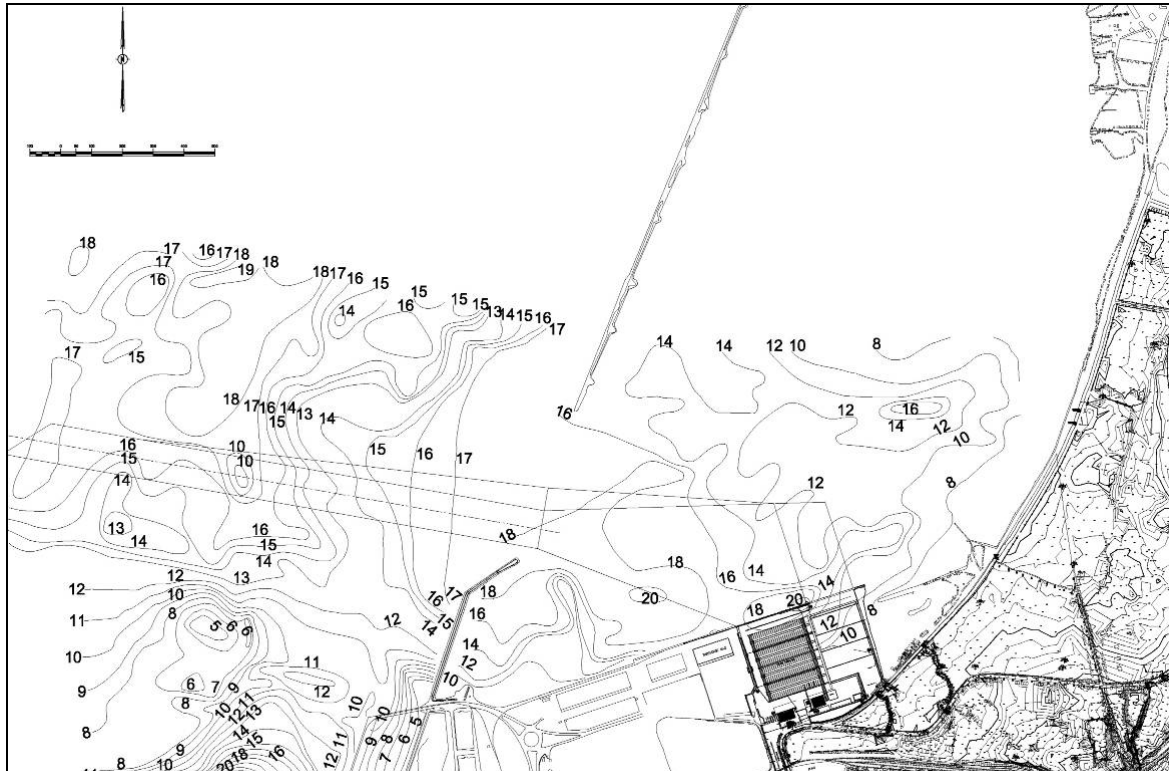 N
18 17 16 17 18
17 19 18 18 17 16
16 15 15 15 15
14 16 13 14 15 16
17
15 14 14 12 10 8
17
18 17 16 14 13 14 16 12 16
15 14 12
16 10 15 16 17 10
15 10
14 12 8
13 16 18
14 15
14 18 16 14 14
12 12 13 17 18 20 18 20 8
11 10 16 16
8 12 15 12
5 6 6 14 10
10 11 14 12
9 6 7 9 12 10 10
8 10 11 10 5
8 12 13 11 9 8 6
14 15
8 10 9 20 18 16 12 7